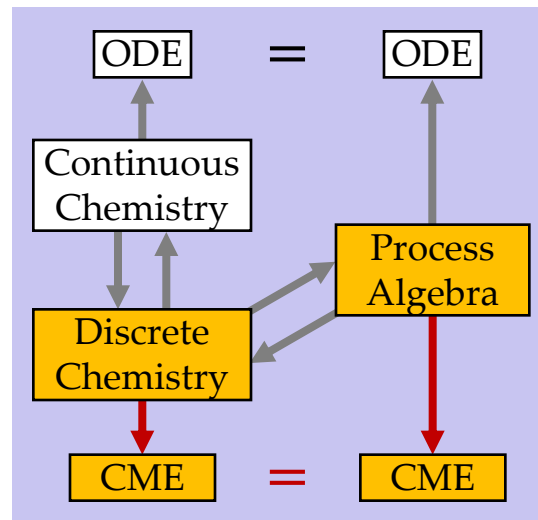 ODE = ODE
Continuous
Chemistry
Process
Algebra
Discrete
Chemistry
CME = CME